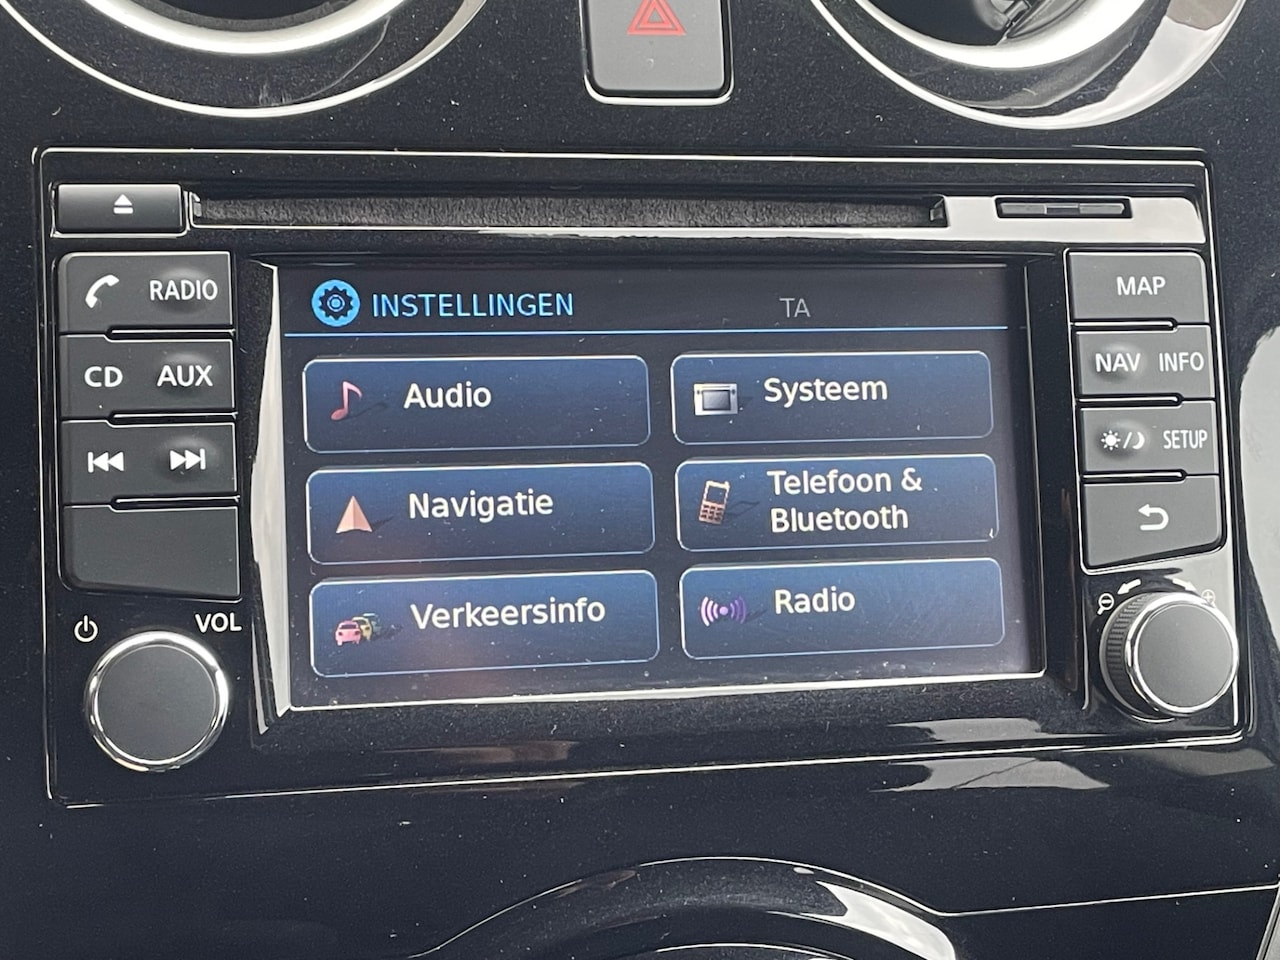 RADIO
CD AUX
VOL
INSTELLINGEN TA
Audio
Systeem
Navigatie
Telefoon &
Bluetooth
Verkeersinfo
Radio
MAP
NAV INFO
SETUP